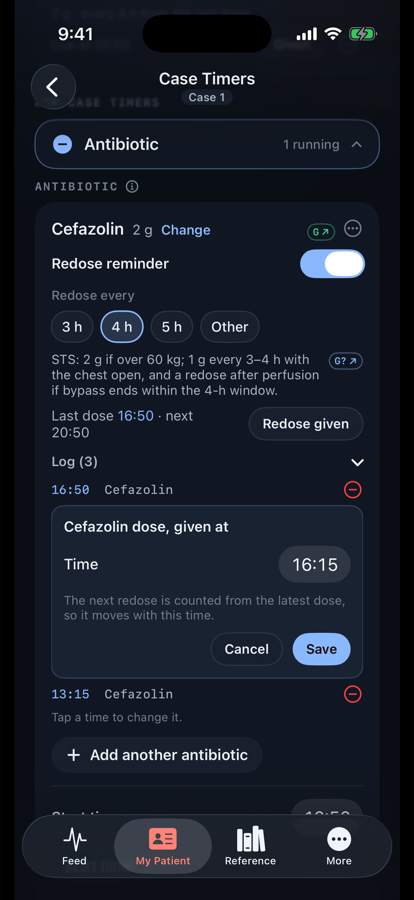 9:41
Case Timers
Case 1
CASE TIMERS
Antibiotic
1 running
ANTIBIOTIC
Cefazolin 2 g Change
G ↗
Redose reminder
Redose every
3 h
4 h
5 h
Other
STS: 2 g if over 60 kg; 1 g every 3–4 h with
the chest open, and a redose after perfusion
if bypass ends within the 4-h window.
G? ↗
Last dose 16:50 · next
20:50
Redose given
Log (3)
16:50 Cefazolin
Cefazolin dose, given at
Time
16:15
The next redose is counted from the latest dose,
so it moves with this time.
Cancel
Save
13:15 Cefazolin
Tap a time to change it.
+ Add another antibiotic
Feed
My Patient
Reference
More